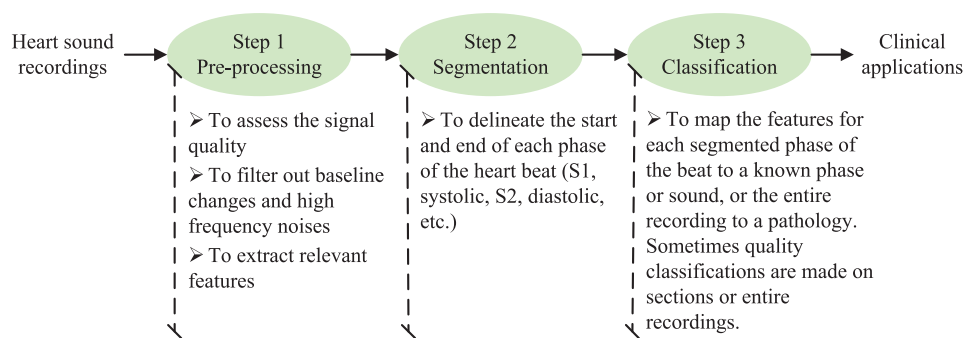 Heart sound
recordings
Step 1
Pre-processing
Step 2
Segmentation
Step 3
Classification
Clinical
applications
➢ To assess the signal
quality
➢ To filter out baseline
changes and high
frequency noises
➢ To extract relevant
features
➢ To delineate the start
and end of each phase
of the heart beat (S1,
systolic, S2, diastolic,
etc.)
➢ To map the features for
each segmented phase of
the beat to a known phase
or sound, or the entire
recording to a pathology.
Sometimes quality
classifications are made on
sections or entire
recordings.